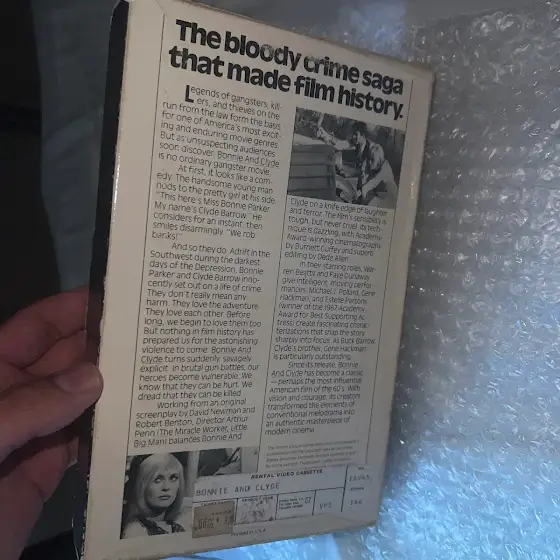 The bloody crime saga
that made film history.
Legends of gangsters, kill-
ers, and thieves on the
run from the law form the basis
for one of America's most excit-
ing and enduring movie genres.
But as unsuspecting audiences
soon discover, Bonnie And Clyde
is no ordinary gangster movie.
At first, it looks like a com-
edy. The handsome young man
nods to the pretty girl at his side.
"This here's Miss Bonnie Parker.
My name's Clyde Barrow." He
considers for an instant, then
smiles disarmingly. "We rob
banks!"
And so they do. Adrift in the
Southwest during the darkest
days of the Depression, Bonnie
Parker and Clyde Barrow inno-
cently set out on a life of crime.
They don't really mean any
harm. They love the adventure.
They love each other. Before
long, we begin to love them too.
But nothing in film history has
prepared us for the astonishing
violence to come. Bonnie And
Clyde turns suddenly, savagely
explicit. In brutal gun battles, our
heroes become vulnerable. We
know that they can be hurt. We
dread that they can be killed.
Working from an original
screenplay by David Newman and
Robert Benton, Director Arthur
Penn (The Miracle Worker, Little
Big Man) balances Bonnie And
Clyde on a knife edge of laughter
and terror. The film's sensibility is
tough, but never cruel. Its tech-
nique is dazzling, with Academy
Award-winning cinematography
by Burnett Guffey and superb
editing by Dede Allen.
In their starring roles, War-
ren Beatty and Faye Dunaway
give intelligent, moving perfor-
mances. Michael J. Pollard, Gene
Hackman, and Estelle Parsons
(winner of the 1967 Academy
Award for Best Supporting Ac-
tress) create fascinating charac-
terizations that snap the story
sharply into focus. As Buck Barrow,
Clyde's brother, Gene Hackman
is particularly outstanding.
Since its release, Bonnie
And Clyde has become a classic
—perhaps the most influential
American film of the 60's. With
vision and courage, its creators
transformed the elements of
conventional melodrama into
an authentic masterpiece of
modern cinema.
RENTAL VIDEO CASSETTE
BONNIE AND CLYDE
Printed in U.S.A.